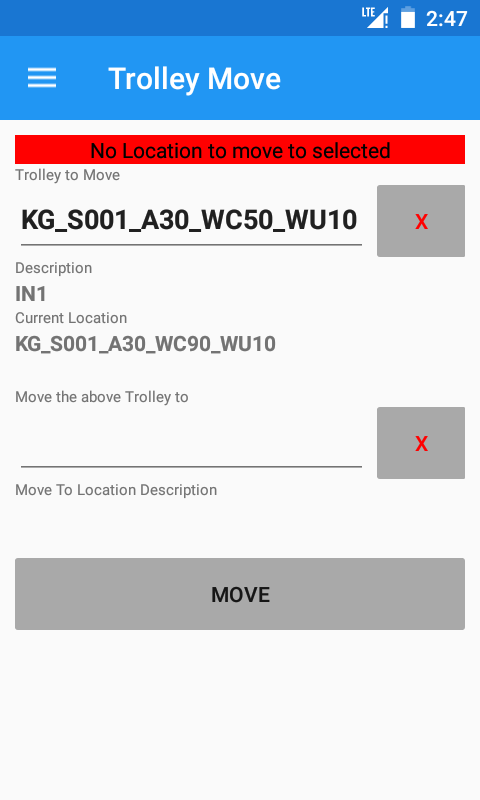 LTE 2:47
Trolley Move
No Location to move to selected
Trolley to Move
KG_S001_A30_WC50_WU10 X
Description
IN1
Current Location
KG_S001_A30_WC90_WU10
Move the above Trolley to
X
Move To Location Description
MOVE